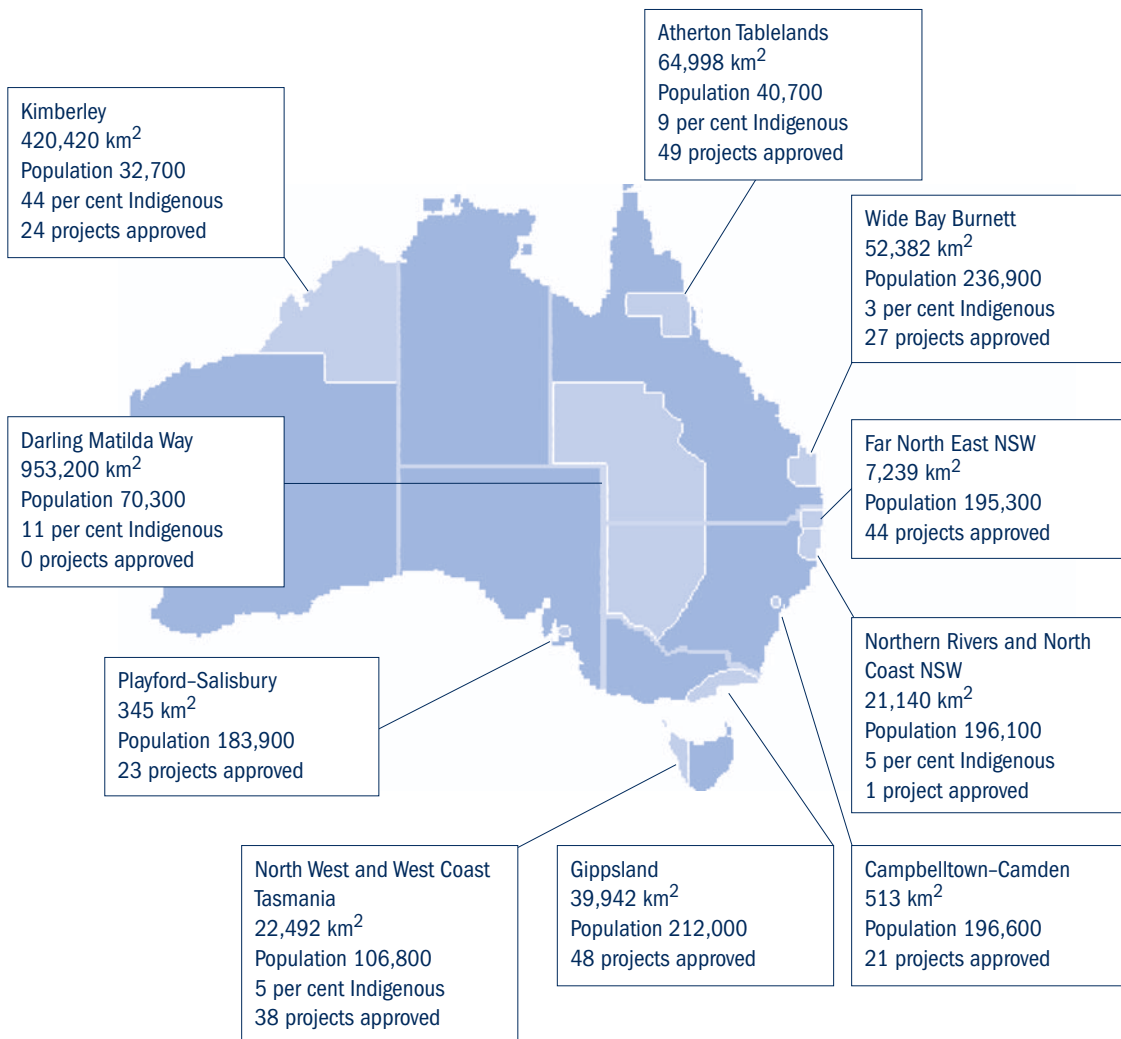 Atherton Tablelands
64,998 km²
Population 40,700
9 per cent Indigenous
49 projects approved
Kimberley
420,420 km²
Population 32,700
44 per cent Indigenous
24 projects approved
Wide Bay Burnett
52,382 km²
Population 236,900
3 per cent Indigenous
27 projects approved
Darling Matilda Way
953,200 km²
Population 70,300
11 per cent Indigenous
0 projects approved
Far North East NSW
7,239 km²
Population 195,300
44 projects approved
Northern Rivers and North
Coast NSW
21,140 km²
Population 196,100
5 per cent Indigenous
1 project approved
Playford–Salisbury
345 km²
Population 183,900
23 projects approved
North West and West Coast
Tasmania
22,492 km²
Population 106,800
5 per cent Indigenous
38 projects approved
Gippsland
39,942 km²
Population 212,000
48 projects approved
Campbelltown–Camden
513 km²
Population 196,600
21 projects approved